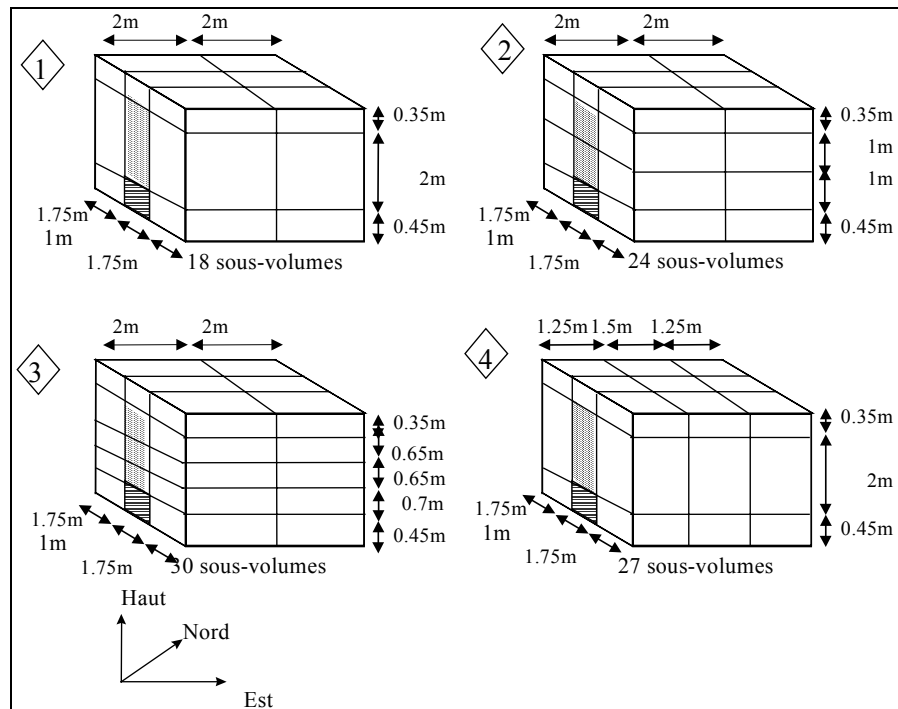 1
2m 2m
0.35m
2m
0.45m
1.75m
1m
1.75m
18 sous-volumes
2
2m 2m
0.35m
1m
1m
0.45m
1.75m
1m
1.75m
24 sous-volumes
3
2m 2m
0.35m
0.65m
0.65m
0.7m
0.45m
1.75m
1m
1.75m
30 sous-volumes
4
1.25m 1.5m 1.25m
0.35m
2m
0.45m
1.75m
1m
1.75m
27 sous-volumes
Haut
Nord
Est